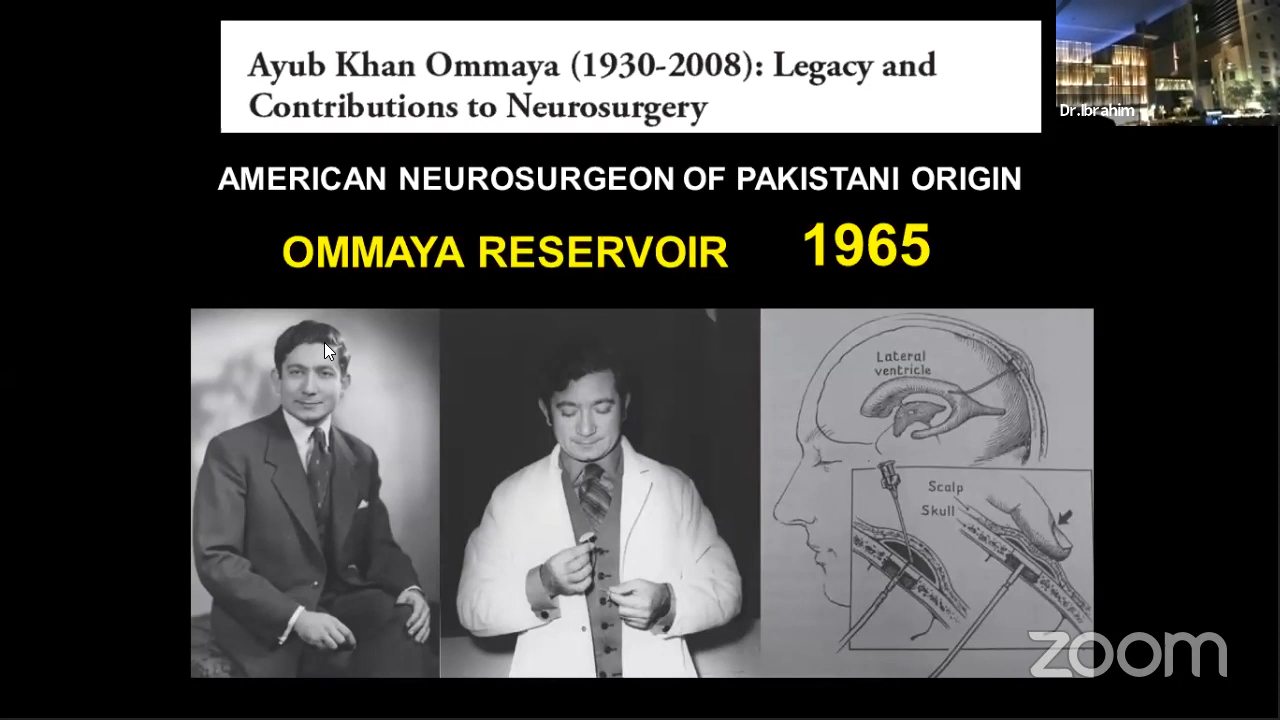 Ayub Khan Ommaya (1930-2008): Legacy and
Contributions to Neurosurgery
Dr.Ibrahim
AMERICAN NEUROSURGEON OF PAKISTANI ORIGIN
OMMAYA RESERVOIR 1965
Lateral
ventricle
Scalp
Skull
zoom